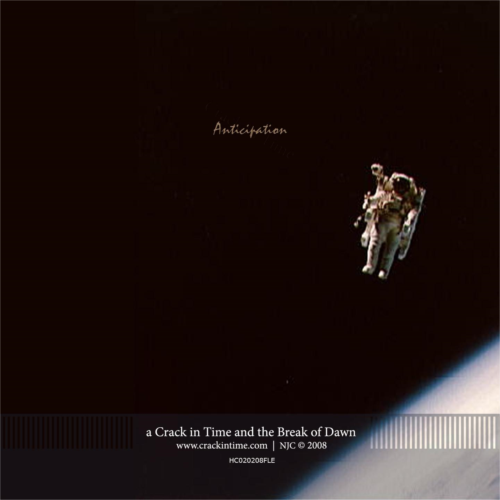 Anticipation
a Crack in Time and the Break of Dawn
www.crackintime.com | NJC © 2008
HC020208FLE